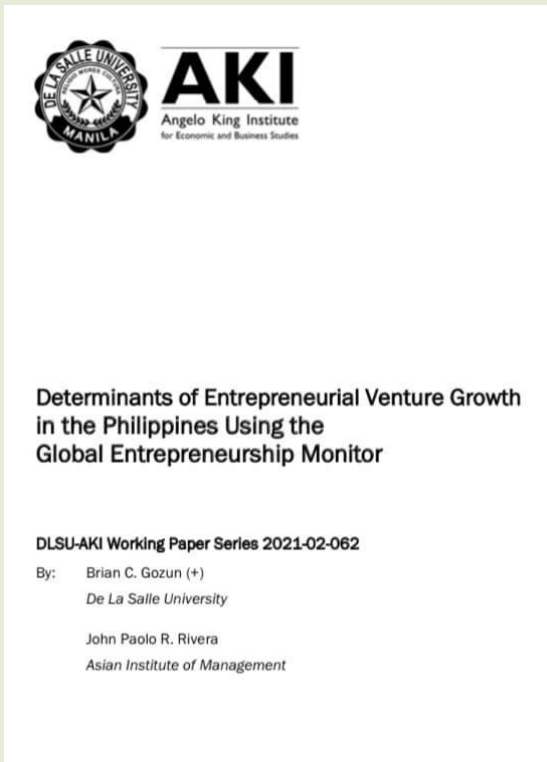 DE LA SALLE UNIVERSITY
MANILA
AKI
Angelo King Institute
for Economic and Business Studies
Determinants of Entrepreneurial Venture Growth
in the Philippines Using the
Global Entrepreneurship Monitor
DLSU-AKI Working Paper Series 2021-02-062
By: Brian C. Gozun (+)
De La Salle University
John Paolo R. Rivera
Asian Institute of Management